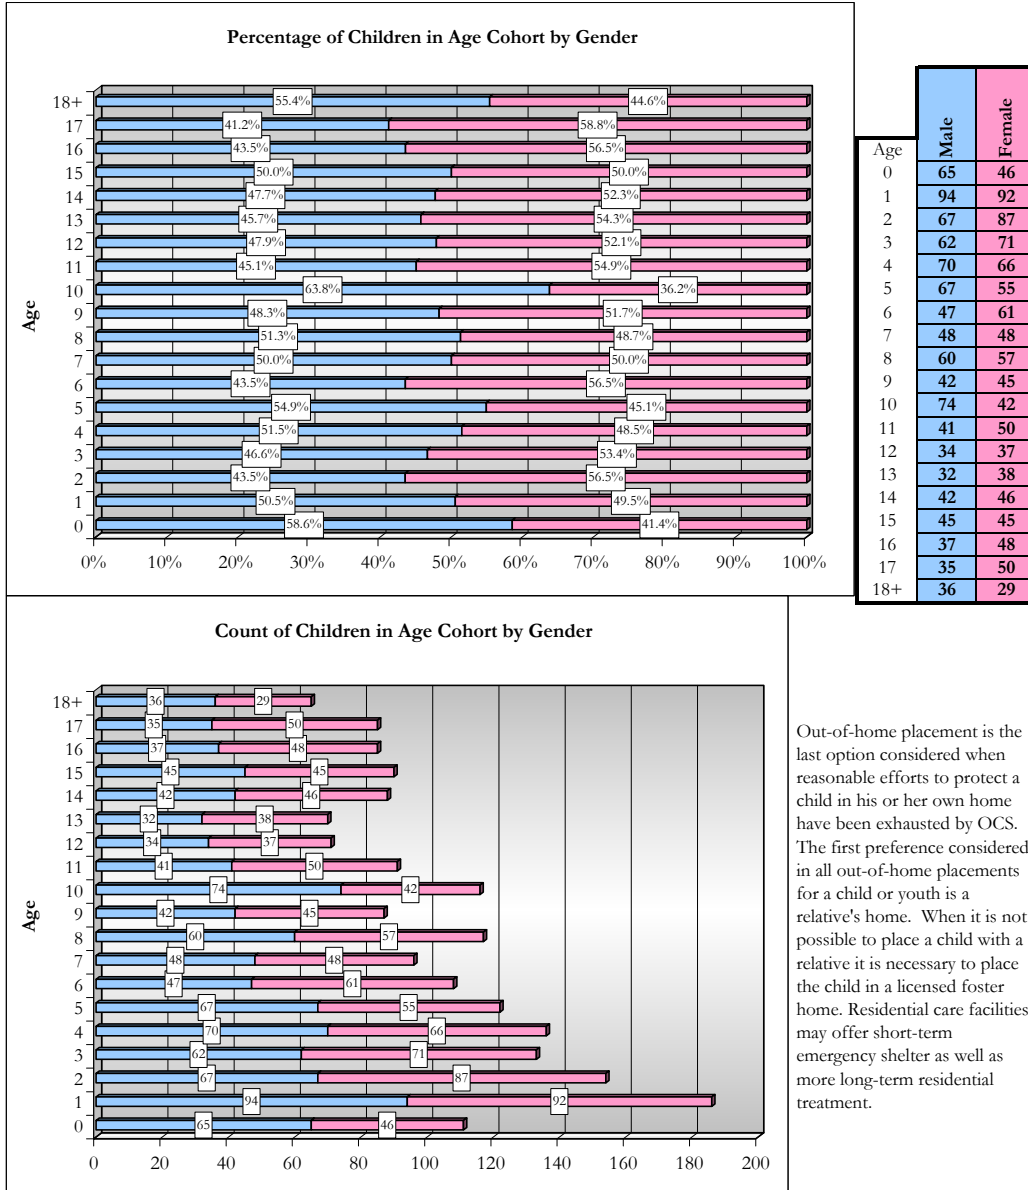 Percentage of Children in Age Cohort by Gender
Age
18+ 55.4% 44.6%
17 41.2% 58.8%
16 43.5% 56.5%
15 50.0% 50.0%
14 47.7% 52.3%
13 45.7% 54.3%
12 47.9% 52.1%
11 45.1% 54.9%
10 63.8% 36.2%
9 48.3% 51.7%
8 51.3% 48.7%
7 50.0% 50.0%
6 43.5% 56.5%
5 54.9% 45.1%
4 51.5% 48.5%
3 46.6% 53.4%
2 43.5% 56.5%
1 50.5% 49.5%
0 58.6% 41.4%
0% 10% 20% 30% 40% 50% 60% 70% 80% 90% 100%
Age Male Female
0 65 46
1 94 92
2 67 87
3 62 71
4 70 66
5 67 55
6 47 61
7 48 48
8 60 57
9 42 45
10 74 42
11 41 50
12 34 37
13 32 38
14 42 46
15 45 45
16 37 48
17 35 50
18+ 36 29
Count of Children in Age Cohort by Gender
Age
18+ 36 29
17 35 50
16 37 48
15 45 45
14 42 46
13 32 38
12 34 37
11 41 50
10 74 42
9 42 45
8 60 57
7 48 48
6 47 61
5 67 55
4 70 66
3 62 71
2 67 87
1 94 92
0 65 46
0 20 40 60 80 100 120 140 160 180 200
Out-of-home placement is the
last option considered when
reasonable efforts to protect a
child in his or her own home
have been exhausted by OCS.
The first preference considered
in all out-of-home placements
for a child or youth is a
relative's home.  When it is not
possible to place a child with a
relative it is necessary to place
the child in a licensed foster
home. Residential care facilities
may offer short-term
emergency shelter as well as
more long-term residential
treatment.